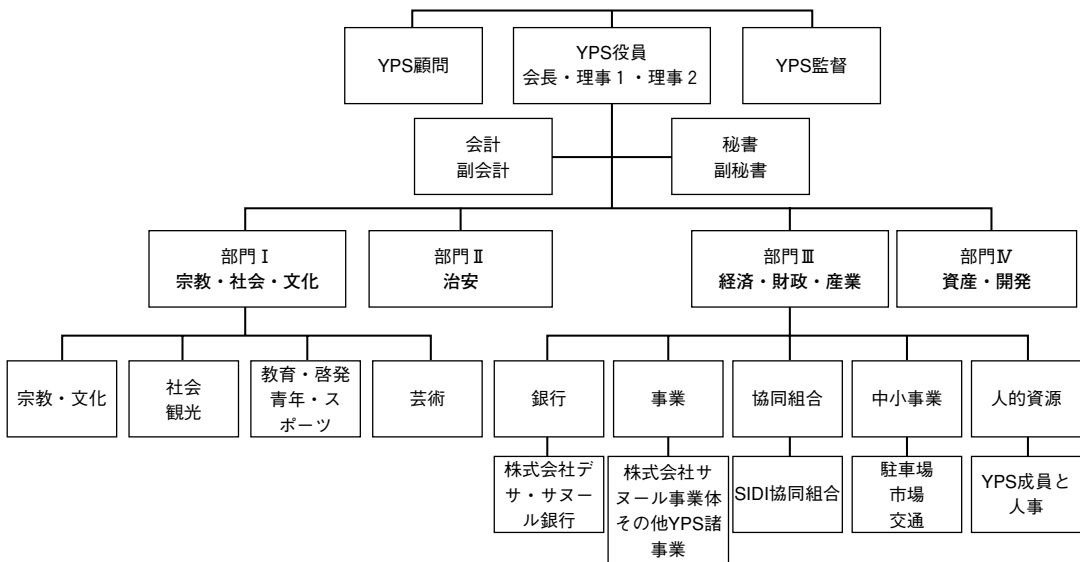 YPS顧問
YPS役員
会長・理事１・理事２
YPS監督
会計
副会計
秘書
副秘書
部門Ⅰ
宗教・社会・文化
部門Ⅱ
治安
部門Ⅲ
経済・財政・産業
部門Ⅳ
資産・開発
宗教・文化
社会
観光
教育・啓発
青年・ス
ポーツ
芸術
銀行
事業
協同組合
中小事業
人的資源
株式会社デ
サ・サヌール
銀行
株式会社サ
ヌール事業体
その他YPS諸
事業
SIDI協同組合
駐車場
市場
交通
YPS成員と
人事